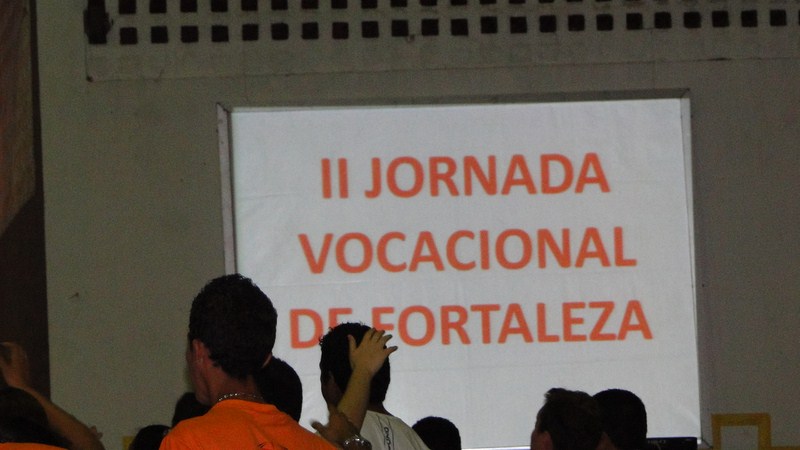 II JORNADA
VOCACIONAL
DE FORTALEZA